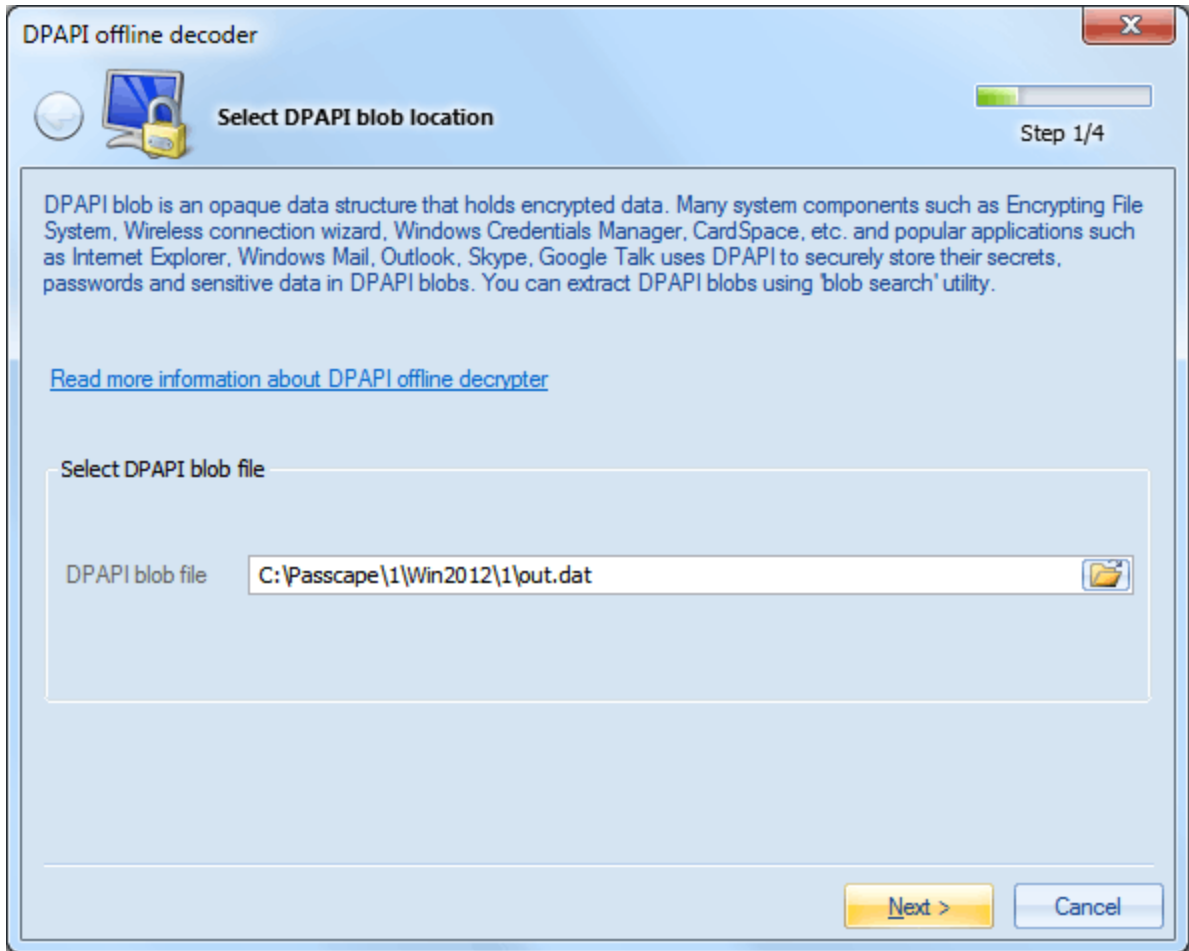 DPAPI offline decoder
Select DPAPI blob location
Step 1/4
DPAPI blob is an opaque data structure that holds encrypted data. Many system components such as Encrypting File
System, Wireless connection wizard, Windows Credentials Manager, CardSpace, etc. and popular applications such
as Internet Explorer, Windows Mail, Outlook, Skype, Google Talk uses DPAPI to securely store their secrets,
passwords and sensitive data in DPAPI blobs. You can extract DPAPI blobs using 'blob search' utility.
Read more information about DPAPI offline decrypter
Select DPAPI blob file
DPAPI blob file C:\Passcape\1\Win2012\1\out.dat
Next > Cancel